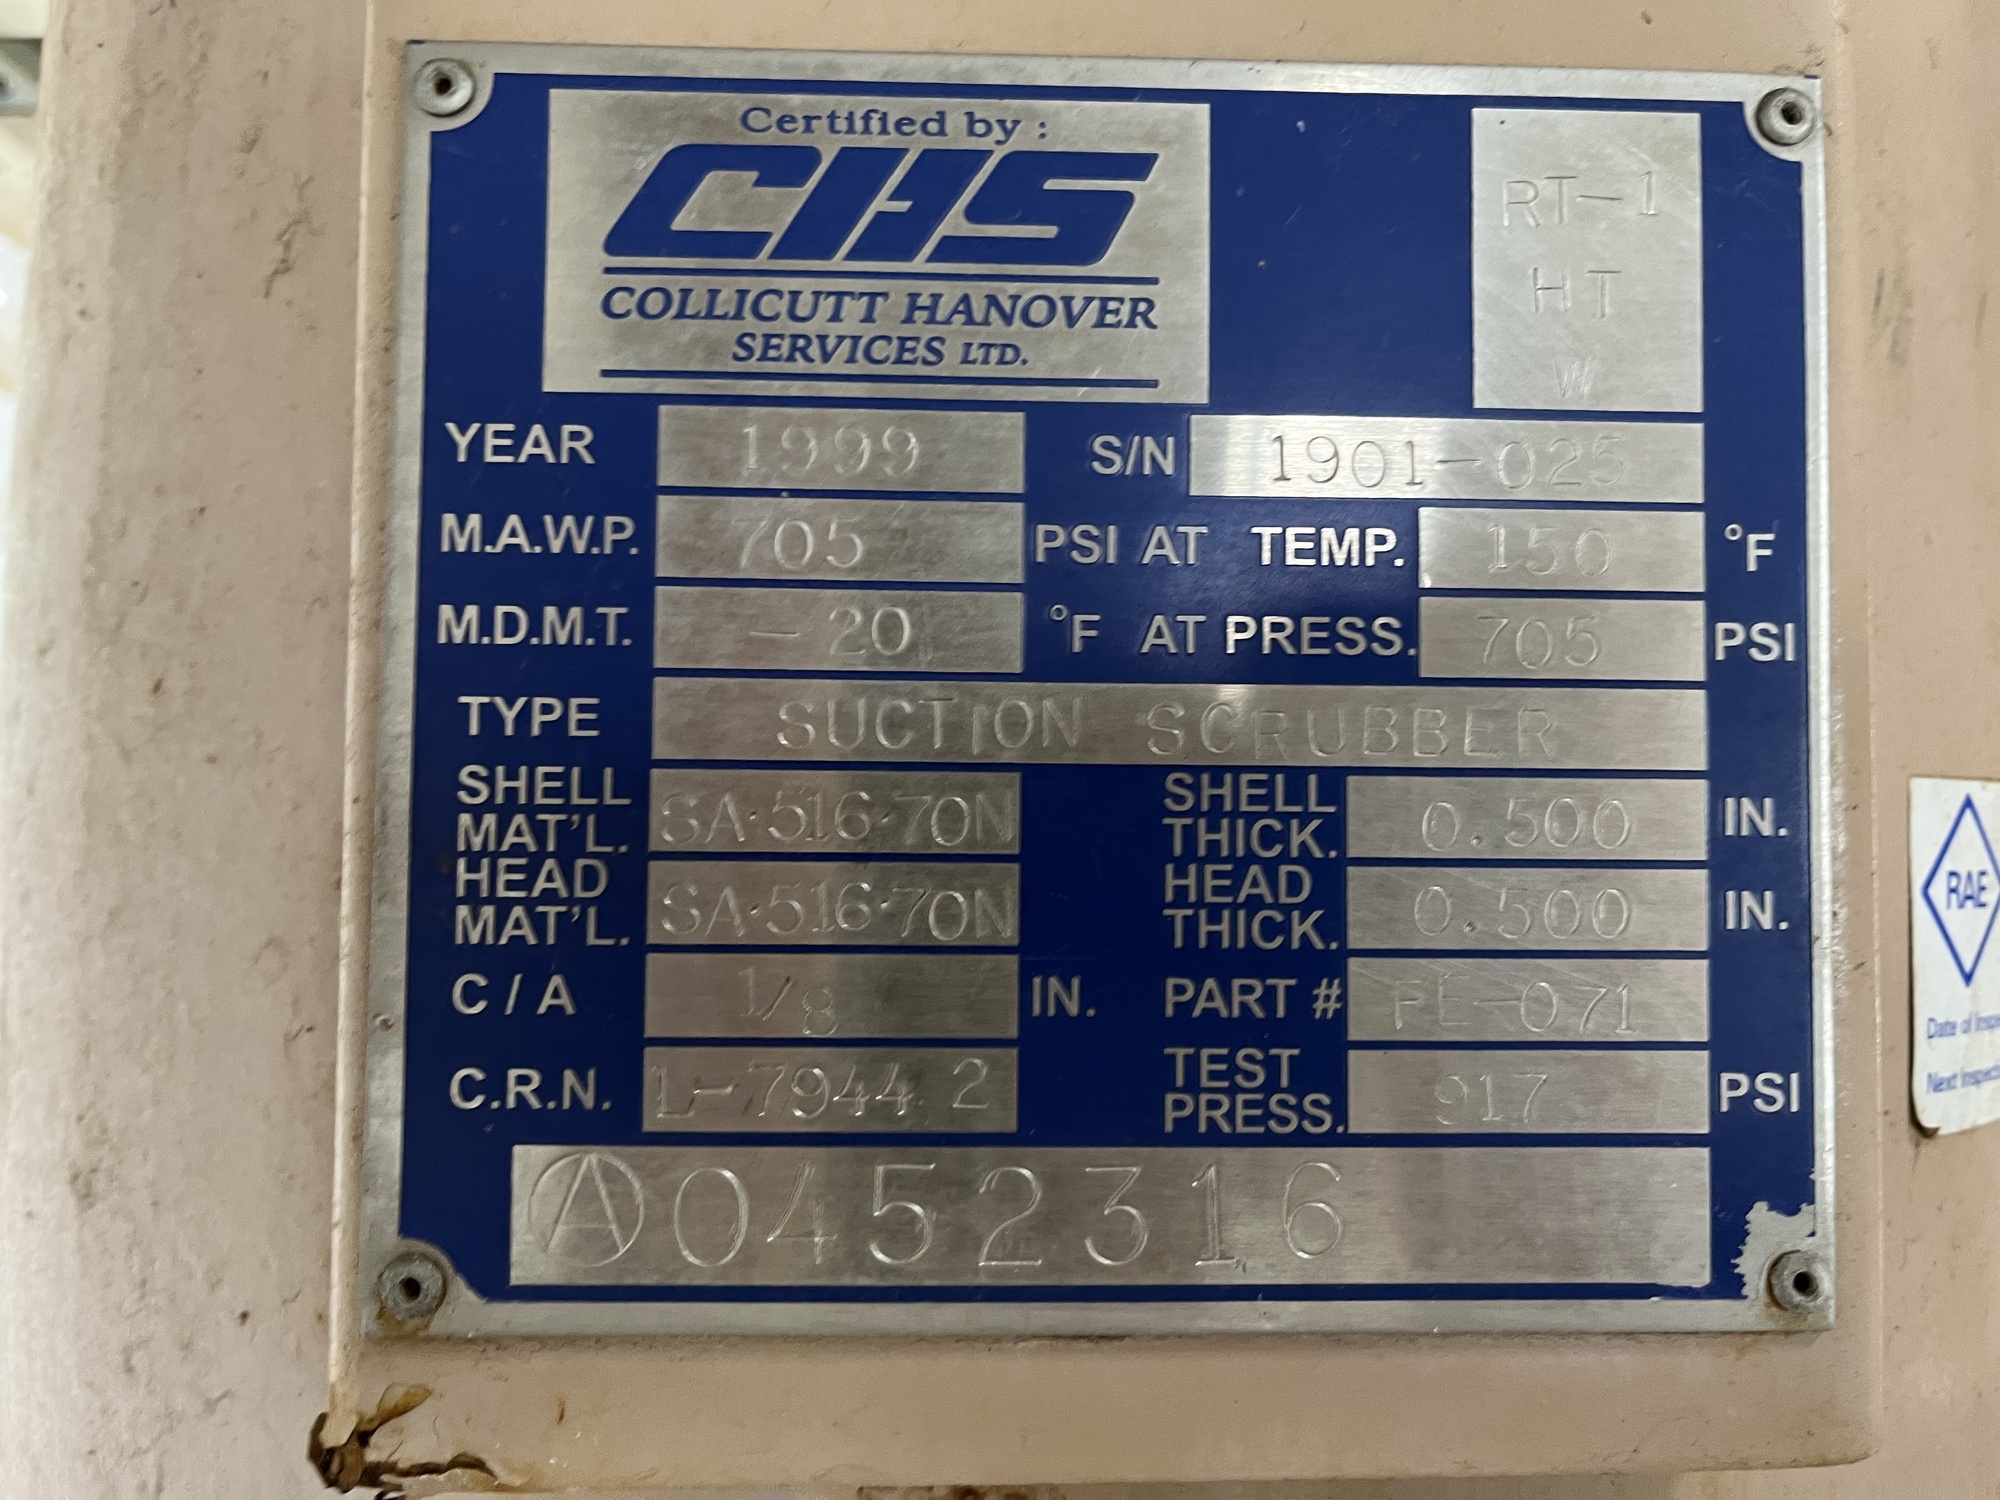 Certified by :
CHS
COLLICUTT HANOVER
SERVICES LTD.
RT-1
HT
W
YEAR 1999 S/N 1901-025
M.A.W.P. 705 PSI AT TEMP. 150 °F
M.D.M.T. -20 °F AT PRESS. 705 PSI
TYPE SUCTION SCRUBBER
SHELL MAT'L. SA·516·70N SHELL THICK. 0.500 IN.
HEAD MAT'L. SA·516·70N HEAD THICK. 0.500 IN.
C / A 1/8 IN. PART # FE-071
C.R.N. L-7944.2 TEST PRESS. 917 PSI
Ⓐ0452316
RAE
Date of
Next